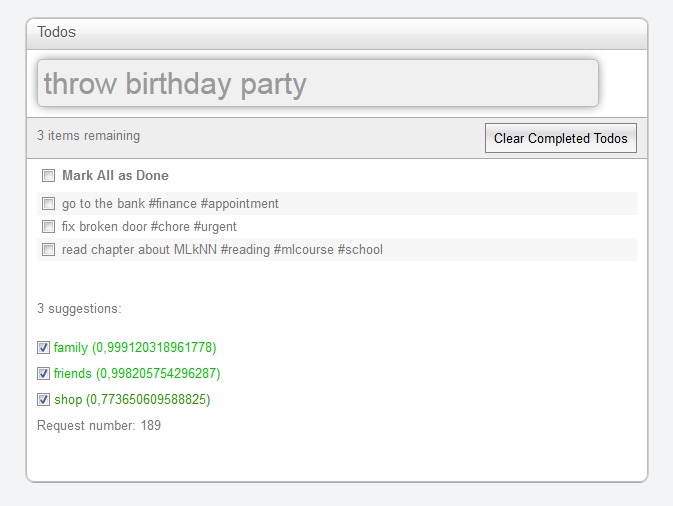 Todos
throw birthday party
3 items remaining
Clear Completed Todos
Mark All as Done
go to the bank #finance #appointment
fix broken door #chore #urgent
read chapter about MLkNN #reading #mlcourse #school
3 suggestions:
family (0,999120318961778)
friends (0,998205754296287)
shop (0,773650609588825)
Request number: 189